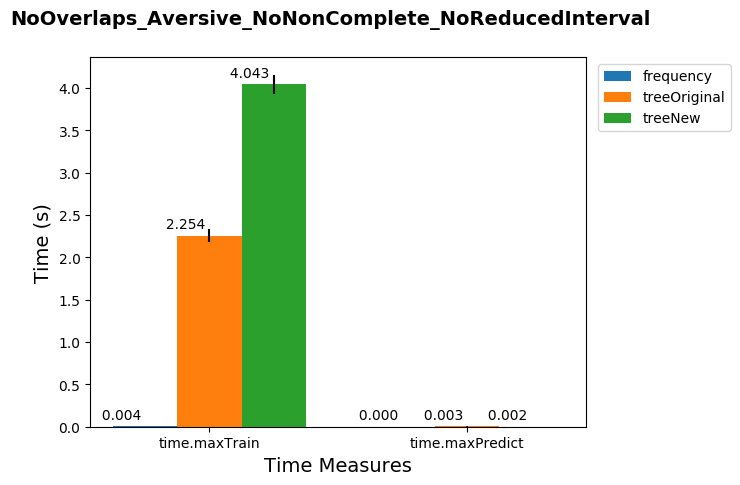 NoOverlaps_Aversive_NoNonComplete_NoReducedInterval
frequency
treeOriginal
treeNew
Time (s)
4.0
3.5
3.0
2.5
2.0
1.5
1.0
0.5
0.0
0.004
2.254
4.043
0.000
0.003
0.002
time.maxTrain
time.maxPredict
Time Measures